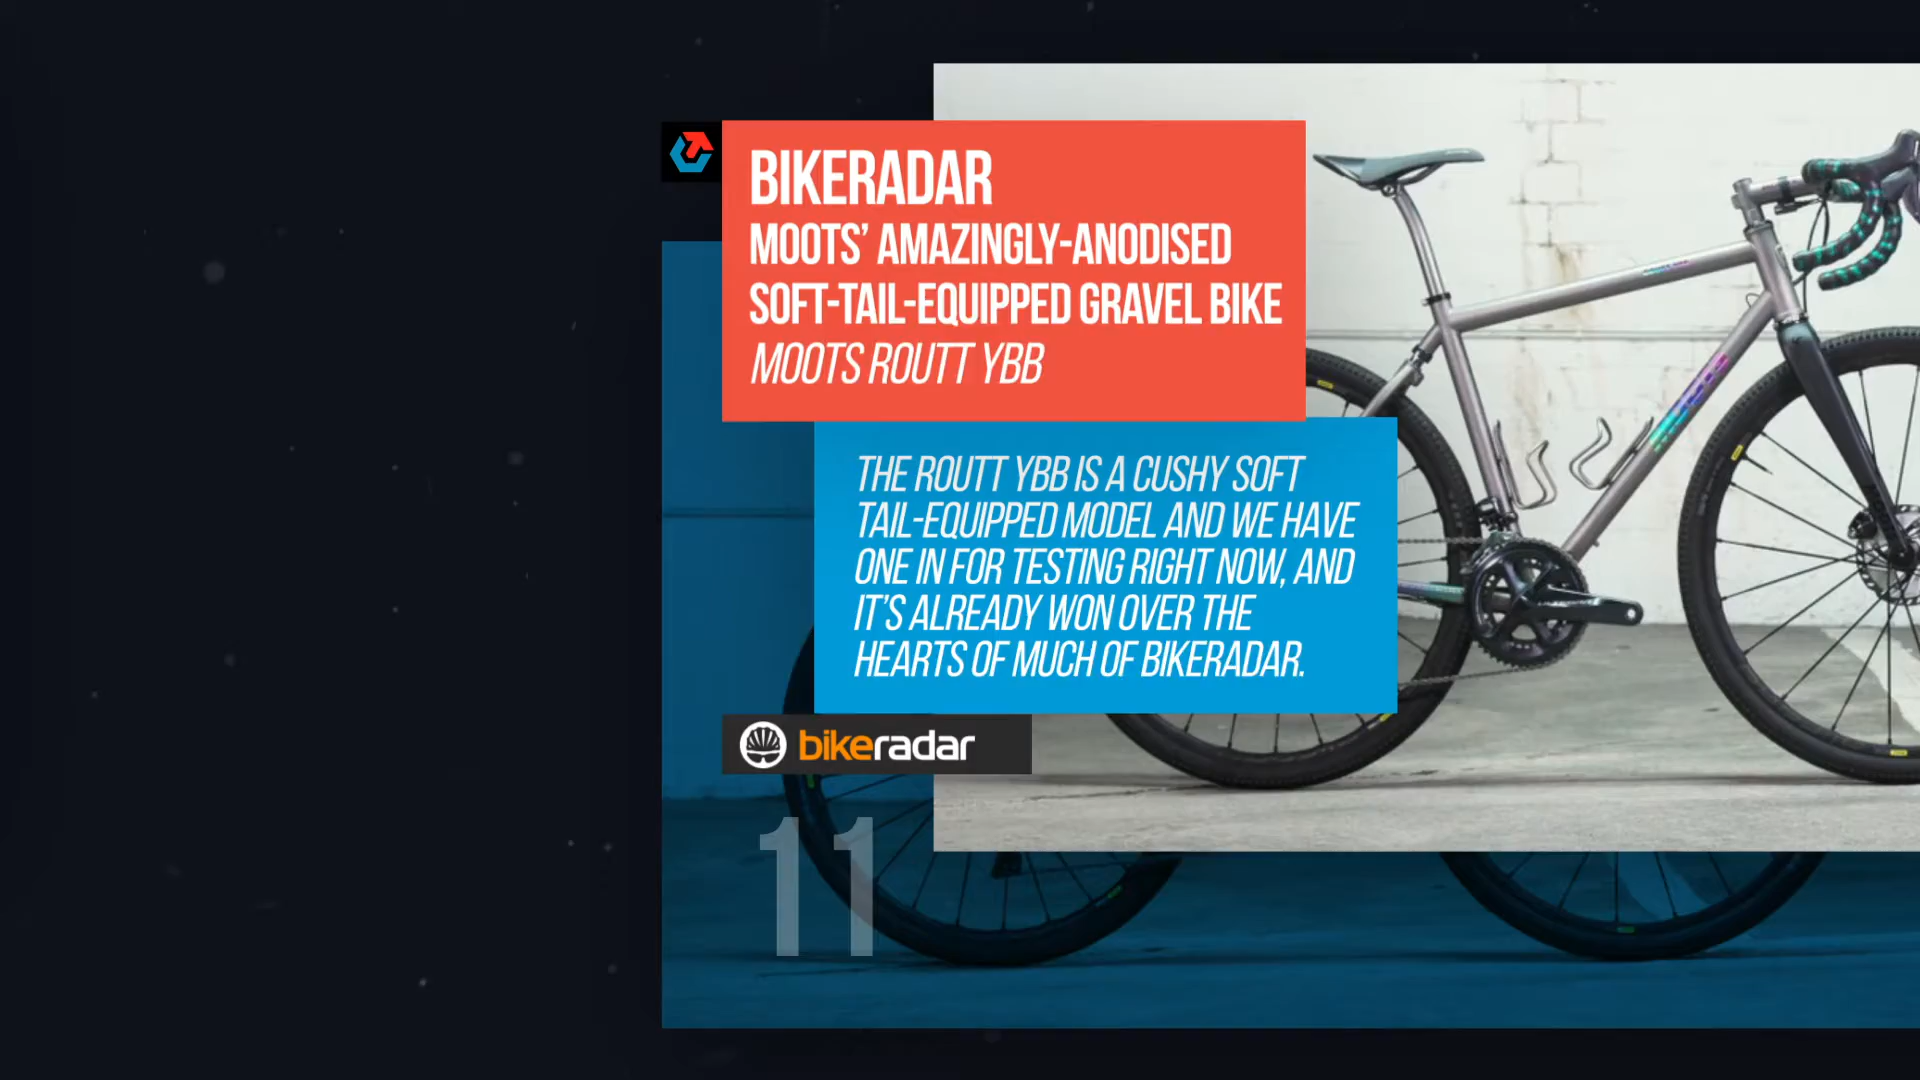 BIKERADAR
MOOTS' AMAZINGLY-ANODISED
SOFT-TAIL-EQUIPPED GRAVEL BIKE
MOOTS ROUTT YBB
THE ROUTT YBB IS A CUSHY SOFT
TAIL-EQUIPPED MODEL AND WE HAVE
ONE IN FOR TESTING RIGHT NOW, AND
IT'S ALREADY WON OVER THE
HEARTS OF MUCH OF BIKERADAR.
bikeradar
11
MOOTS